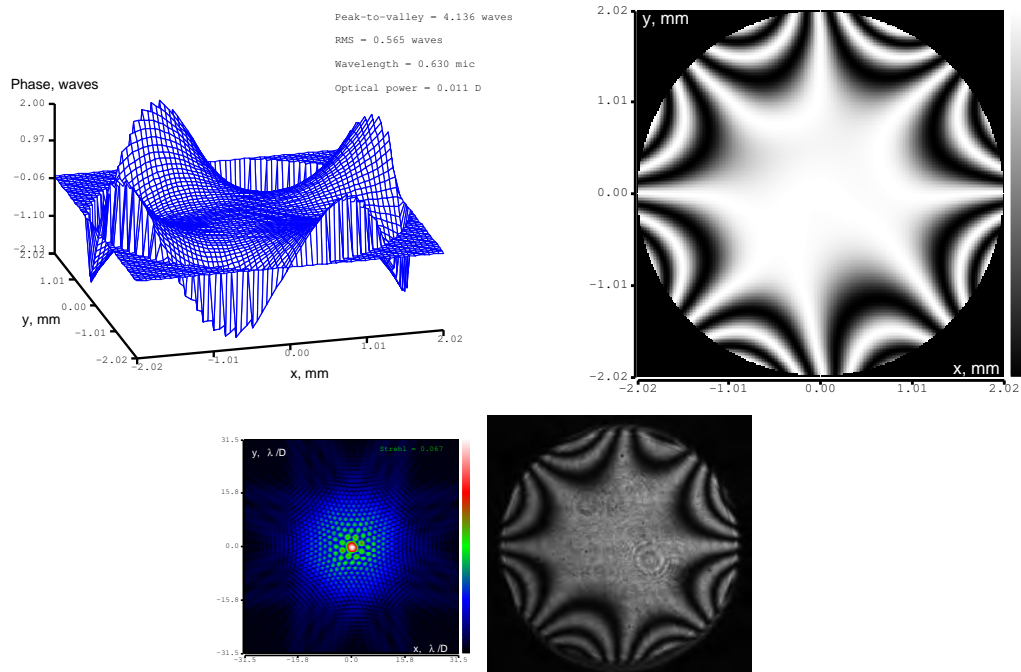 Peak-to-valley = 4.136 waves
RMS = 0.565 waves
Wavelength = 0.630 mic
Optical power = 0.011 D
Phase, waves
2.00
0.97
-0.06
-1.10
-2.13
2.02
1.01
0.00
-1.01
-2.02
y, mm
-2.02
-1.01
0.00
1.01
2.02
x, mm
2.02
y, mm
1.01
0.00
-1.01
-2.02
x, mm
-2.02
-1.01
0.00
1.01
2.02
31.5
y, λ/D
Strehl = 0.067
15.8
0.0
-15.8
-31.5
x, λ/D
-31.5
-15.8
0.0
15.8
31.5